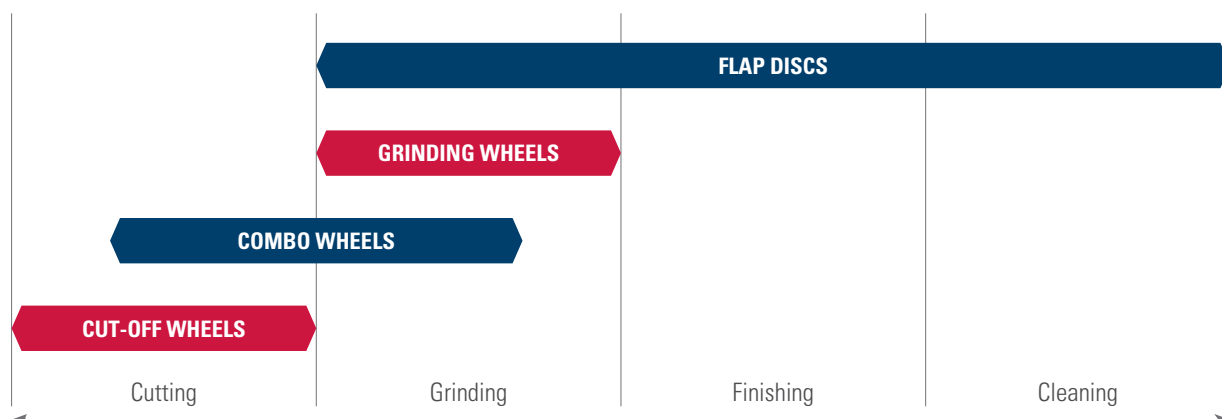 FLAP DISCS
GRINDING WHEELS
COMBO WHEELS
CUT-OFF WHEELS
Cutting Grinding Finishing Cleaning